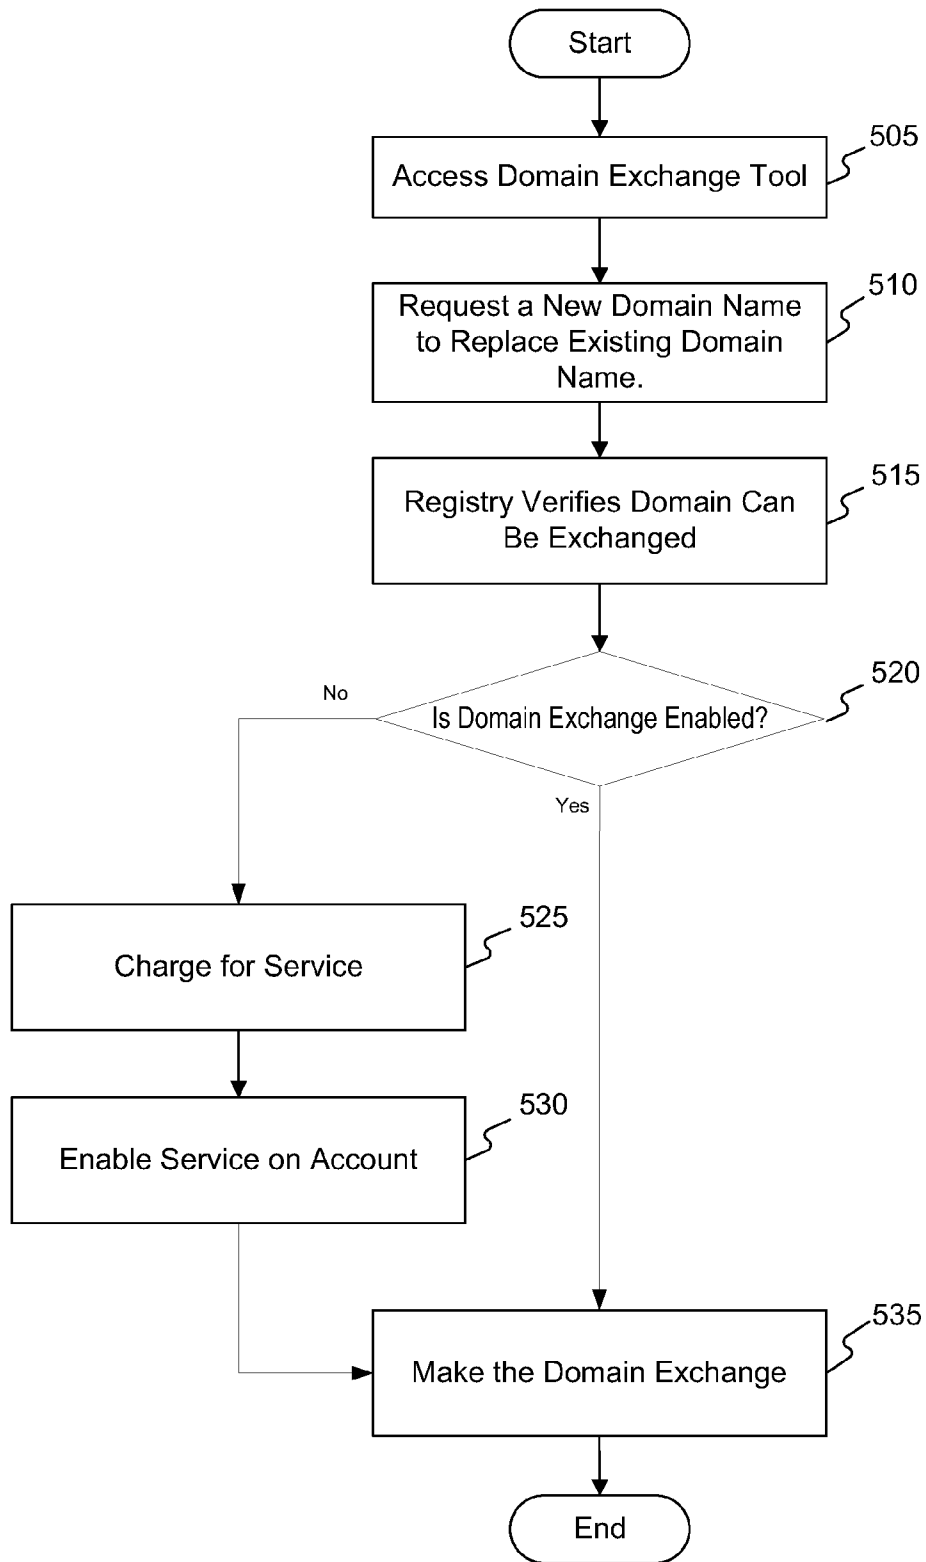 Start
505
Access Domain Exchange Tool
510
Request a New Domain Name
to Replace Existing Domain
Name.
515
Registry Verifies Domain Can
Be Exchanged
520
No
Is Domain Exchange Enabled?
Yes
525
Charge for Service
530
Enable Service on Account
535
Make the Domain Exchange
End